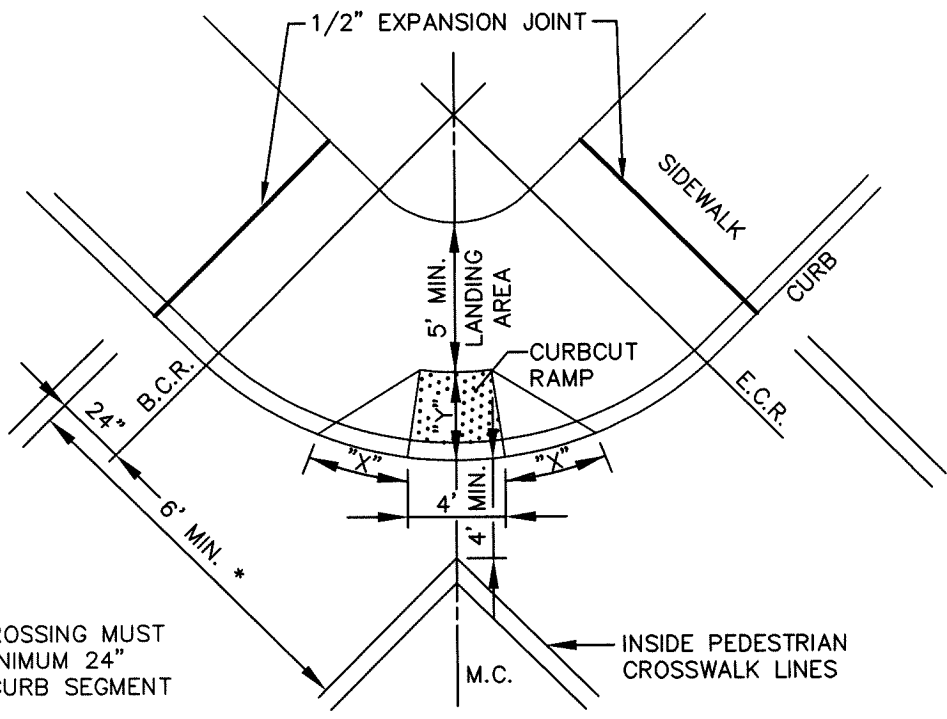 1/2" EXPANSION JOINT
SIDEWALK
CURB
5' MIN.
LANDING
AREA
CURBCUT
RAMP
B.C.R.
E.C.R.
24"
"Y"
"X"
"X"
4'
4' MIN.
6' MIN. *
ROSSING MUST
NIMUM 24"
CURB SEGMENT
M.C.
INSIDE PEDESTRIAN
CROSSWALK LINES